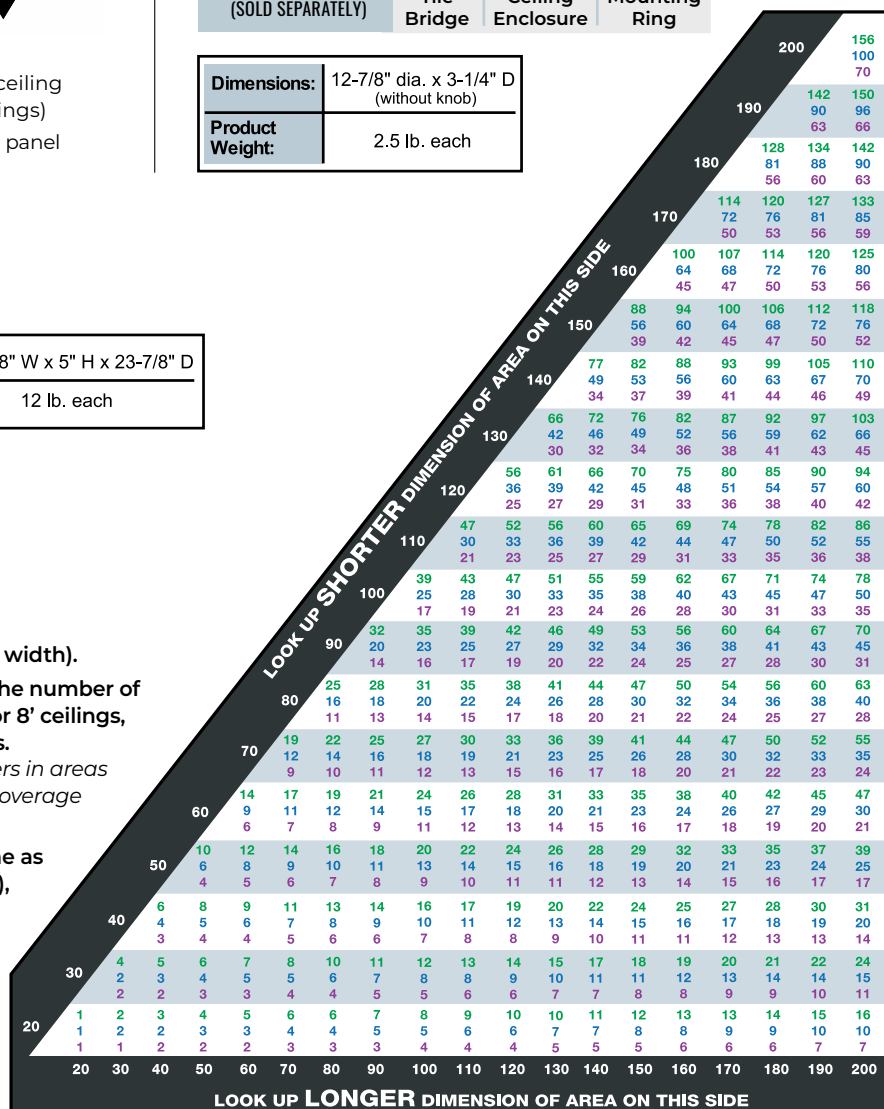 (SOLD SEPARATELY)
Tile Bridge
Ceiling Enclosure
Mounting Ring
ceiling
ings)
panel
Dimensions: 12-7/8" dia. x 3-1/4" D
(without knob)
Product Weight: 2.5 lb. each
8" W x 5" H x 23-7/8" D
12 lb. each
width).
he number of
or 8' ceilings,
s.
ers in areas
overage
ne as
),
LOOK UP SHORTER DIMENSION OF AREA ON THIS SIDE
200
156
100
70
190
142 150
90 96
63 66
180
128 134 142
81 88 90
56 60 63
170
114 120 127 133
72 76 81 85
50 53 56 59
160
100 107 114 120 125
64 68 72 76 80
45 47 50 53 56
150
88 94 100 106 112 118
56 60 64 68 72 76
39 42 45 47 50 52
140
77 82 88 93 99 105 110
49 53 56 60 63 67 70
34 37 39 41 44 46 49
130
66 72 76 82 87 92 97 103
42 46 49 52 56 59 62 66
30 32 34 36 38 41 43 45
120
56 61 66 70 75 80 85 90 94
36 39 42 45 48 51 54 57 60
25 27 29 31 33 36 38 40 42
110
47 52 56 60 65 69 74 78 82 86
30 33 36 39 42 44 47 50 52 55
21 23 25 27 29 31 33 35 36 38
100
39 43 47 51 55 59 62 67 71 74 78
25 28 30 33 35 38 40 43 45 47 50
17 19 21 23 24 26 28 30 31 33 35
90
32 35 39 42 46 49 53 56 60 64 67 70
20 23 25 27 29 32 34 36 38 41 43 45
14 16 17 19 20 22 24 25 27 28 30 31
80
25 28 31 35 38 41 44 47 50 54 56 60 63
16 18 20 22 24 26 28 30 32 34 36 38 40
11 13 14 15 17 18 20 21 22 24 25 27 28
70
19 22 25 27 30 33 36 39 41 44 47 50 52 55
12 14 16 18 19 21 23 25 26 28 30 32 33 35
9 10 11 12 13 15 16 17 18 20 21 22 23 24
60
14 17 19 21 24 26 28 31 33 35 38 40 42 45 47
9 11 12 14 15 17 18 20 21 23 24 26 27 29 30
6 7 8 9 11 12 13 14 15 16 17 18 19 20 21
50
10 12 14 16 18 20 22 24 26 28 29 32 33 35 37 39
6 8 9 10 11 13 14 15 16 18 19 20 21 23 24 25
4 5 6 7 8 9 10 11 11 12 13 14 15 16 17 17
40
6 8 9 11 13 14 16 17 19 20 22 24 25 27 28 30 31
4 5 6 7 8 9 10 11 12 13 14 15 16 17 18 19 20
3 4 4 5 6 6 7 8 8 9 10 11 11 12 13 13 14
30
4 5 6 7 8 10 11 12 13 14 15 17 18 19 20 21 22 24
2 3 4 5 5 6 7 8 8 9 10 11 11 12 13 14 14 15
2 2 3 3 4 4 5 5 6 6 7 7 8 8 9 9 10 11
20
1 2 3 4 5 6 6 7 8 9 10 10 11 12 13 13 14 15 16
1 2 2 3 3 4 4 5 5 6 6 7 7 8 8 9 9 10 10
1 1 2 2 2 3 3 3 4 4 4 5 5 5 6 6 6 7 7
20 30 40 50 60 70 80 90 100 110 120 130 140 150 160 170 180 190 200
LOOK UP LONGER DIMENSION OF AREA ON THIS SIDE